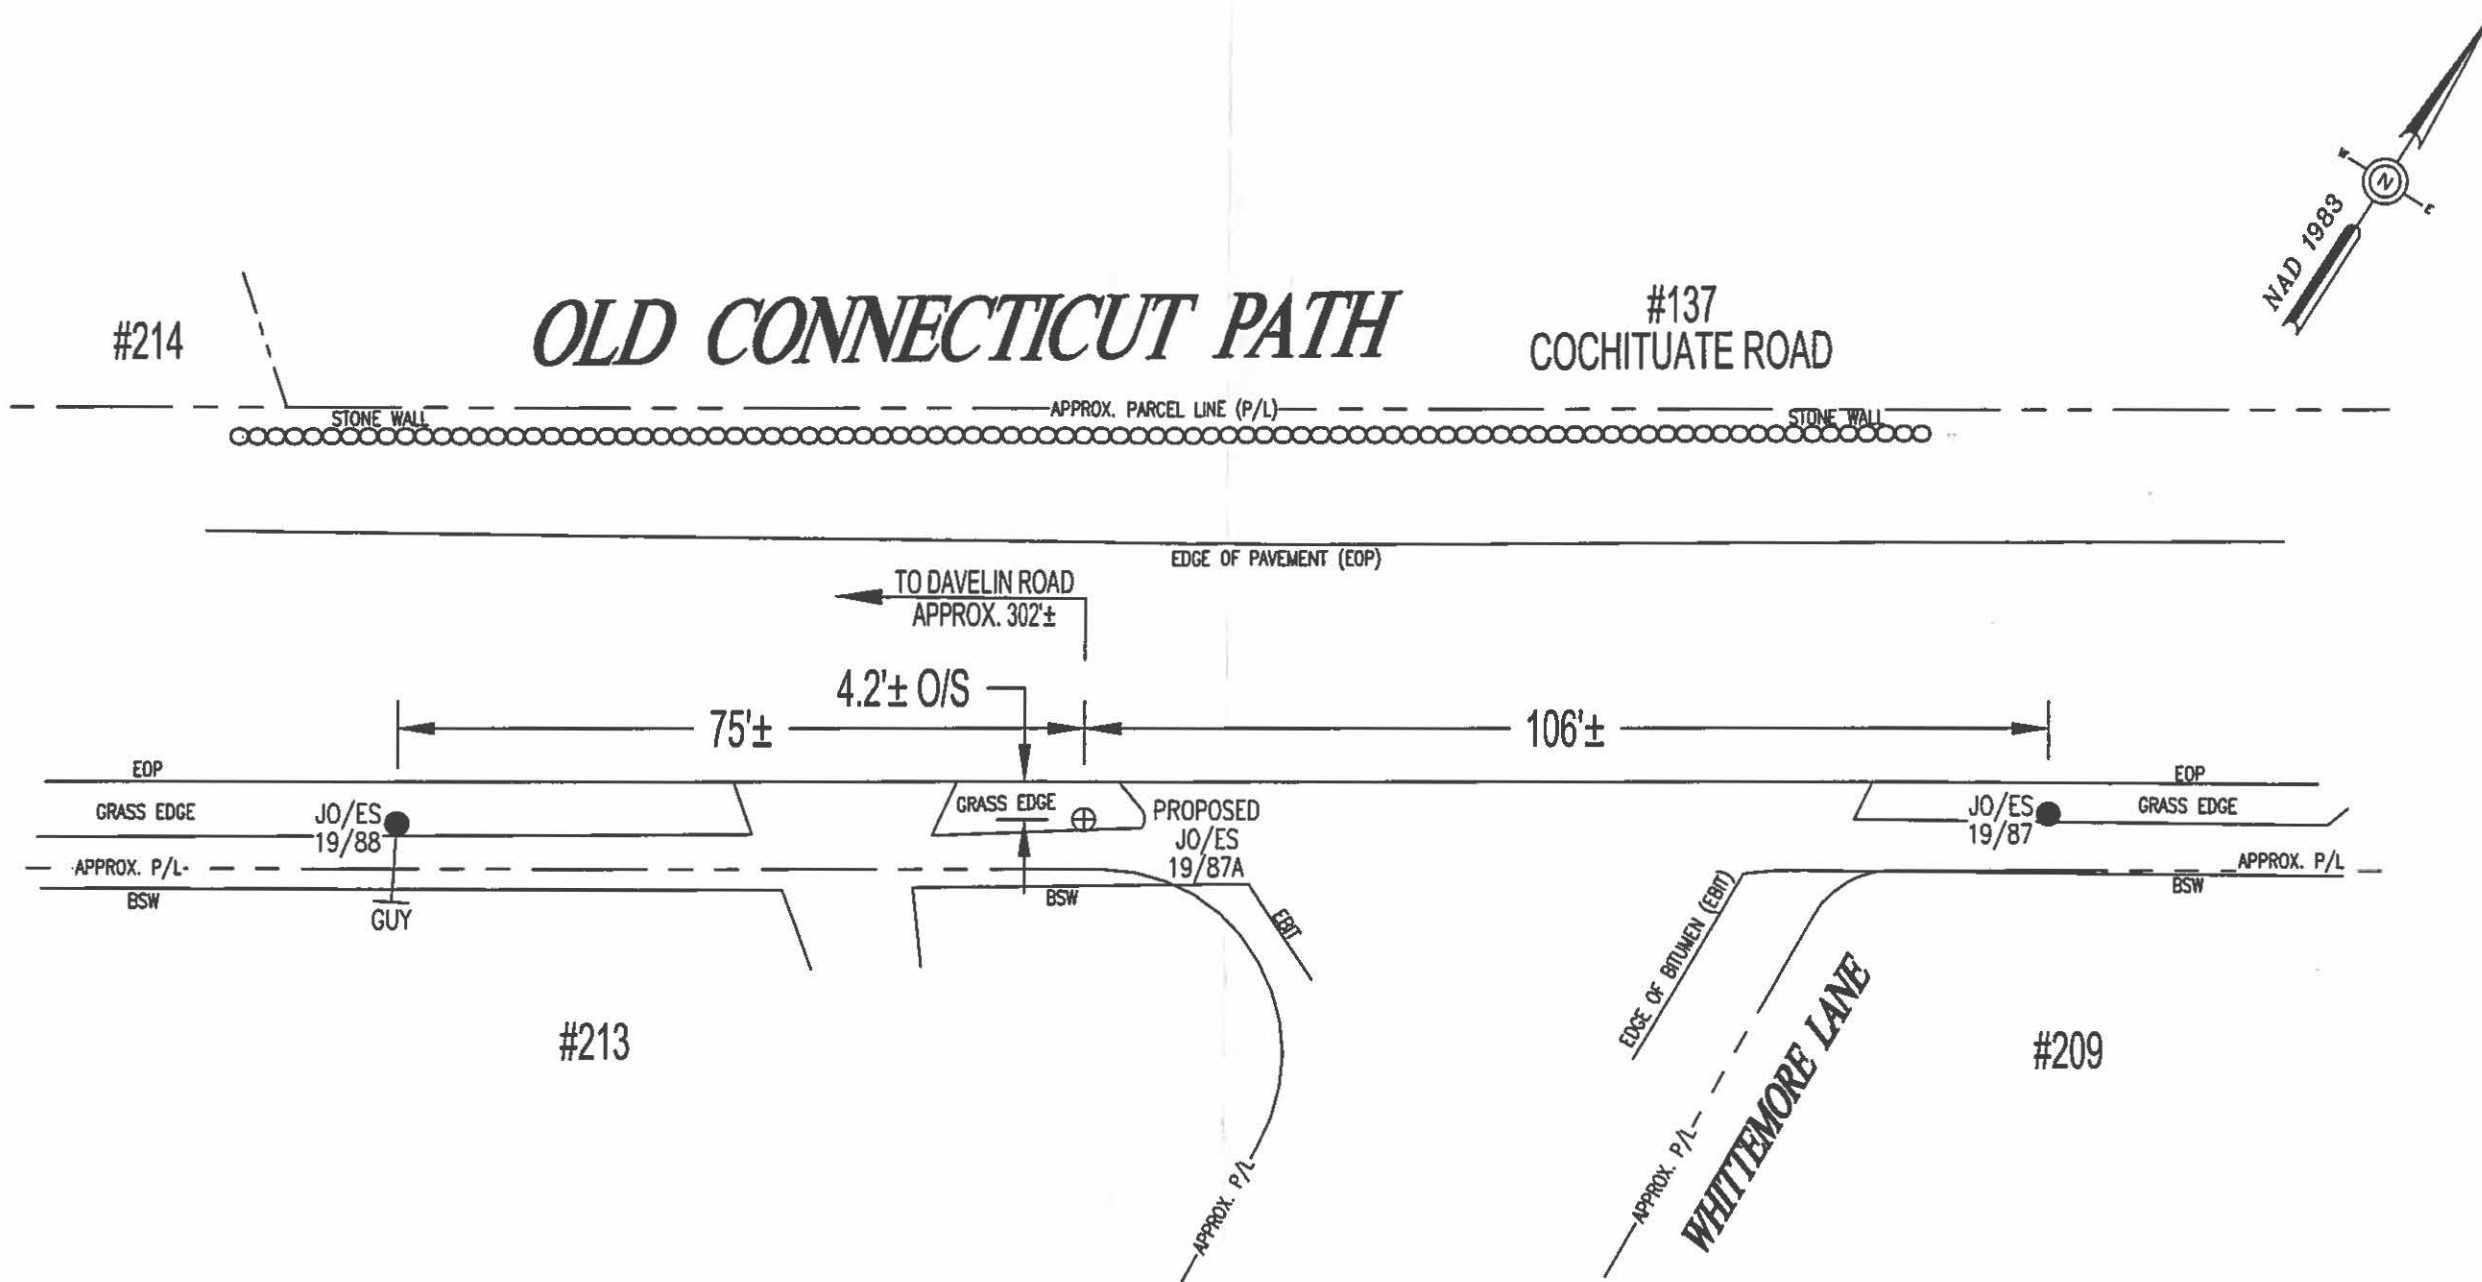 W
N
E
NAD 1983
#214
OLD CONNECTICUT PATH
#137
COCHITUATE ROAD
STONE WALL
APPROX. PARCEL LINE (P/L)
STONE WALL
EDGE OF PAVEMENT (EOP)
TO DAVELIN ROAD
APPROX. 302'±
4.2'± O/S
75'±
106'±
EOP
EOP
GRASS EDGE
JO/ES
19/88
GRASS EDGE
PROPOSED
JO/ES
19/87A
JO/ES
19/87
GRASS EDGE
APPROX. P/L
APPROX. P/L
BSW
GUY
BSW
EBIT
EDGE OF BITUMEN (EBIT)
BSW
#213
#209
APPROX. P/L
APPROX. P/L
WHITTEMORE LANE